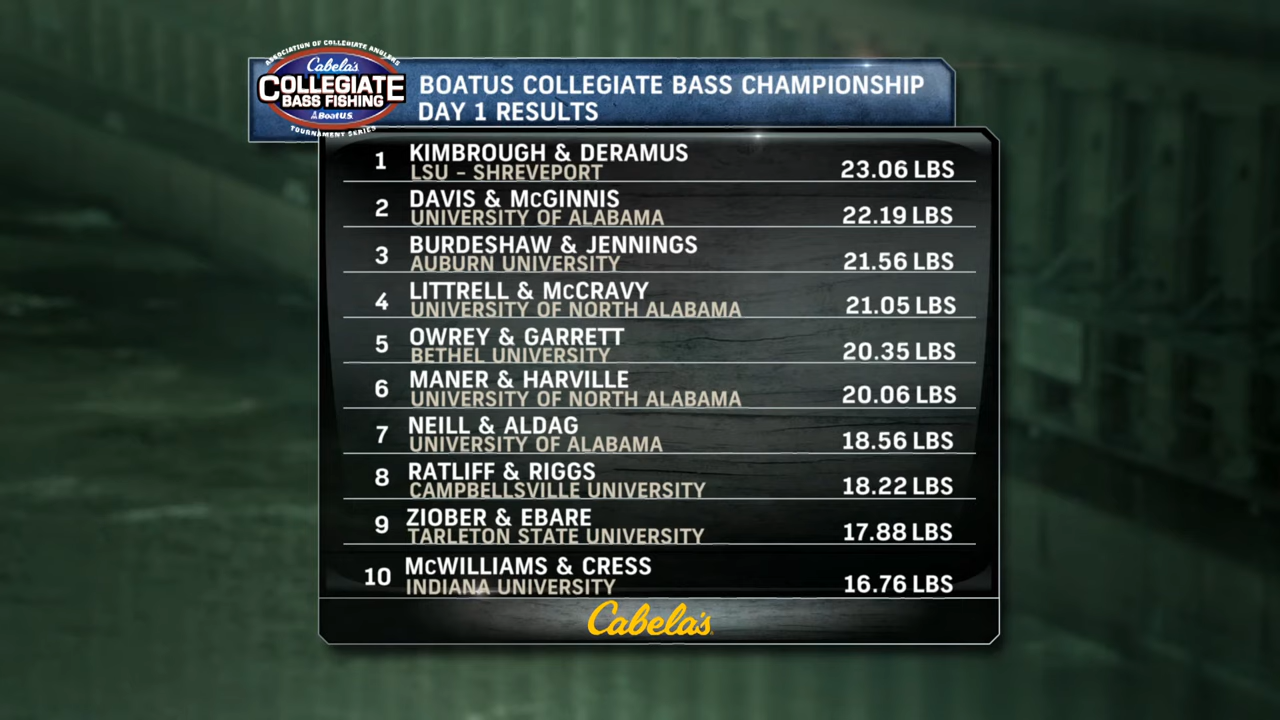 ASSOCIATION OF COLLEGIATE ANGLERS
Cabela's
COLLEGIATE
BASS FISHING
BoatU.S.
TOURNAMENT SERIES
BOATUS COLLEGIATE BASS CHAMPIONSHIP
DAY 1 RESULTS
1 KIMBROUGH & DERAMUS
LSU - SHREVEPORT 23.06 LBS
2 DAVIS & McGINNIS
UNIVERSITY OF ALABAMA 22.19 LBS
3 BURDESHAW & JENNINGS
AUBURN UNIVERSITY 21.56 LBS
4 LITTRELL & McCRAVY
UNIVERSITY OF NORTH ALABAMA 21.05 LBS
5 OWREY & GARRETT
BETHEL UNIVERSITY 20.35 LBS
6 MANER & HARVILLE
UNIVERSITY OF NORTH ALABAMA 20.06 LBS
7 NEILL & ALDAG
UNIVERSITY OF ALABAMA 18.56 LBS
8 RATLIFF & RIGGS
CAMPBELLSVILLE UNIVERSITY 18.22 LBS
9 ZIOBER & EBARE
TARLETON STATE UNIVERSITY 17.88 LBS
10 McWILLIAMS & CRESS
INDIANA UNIVERSITY 16.76 LBS
Cabela's